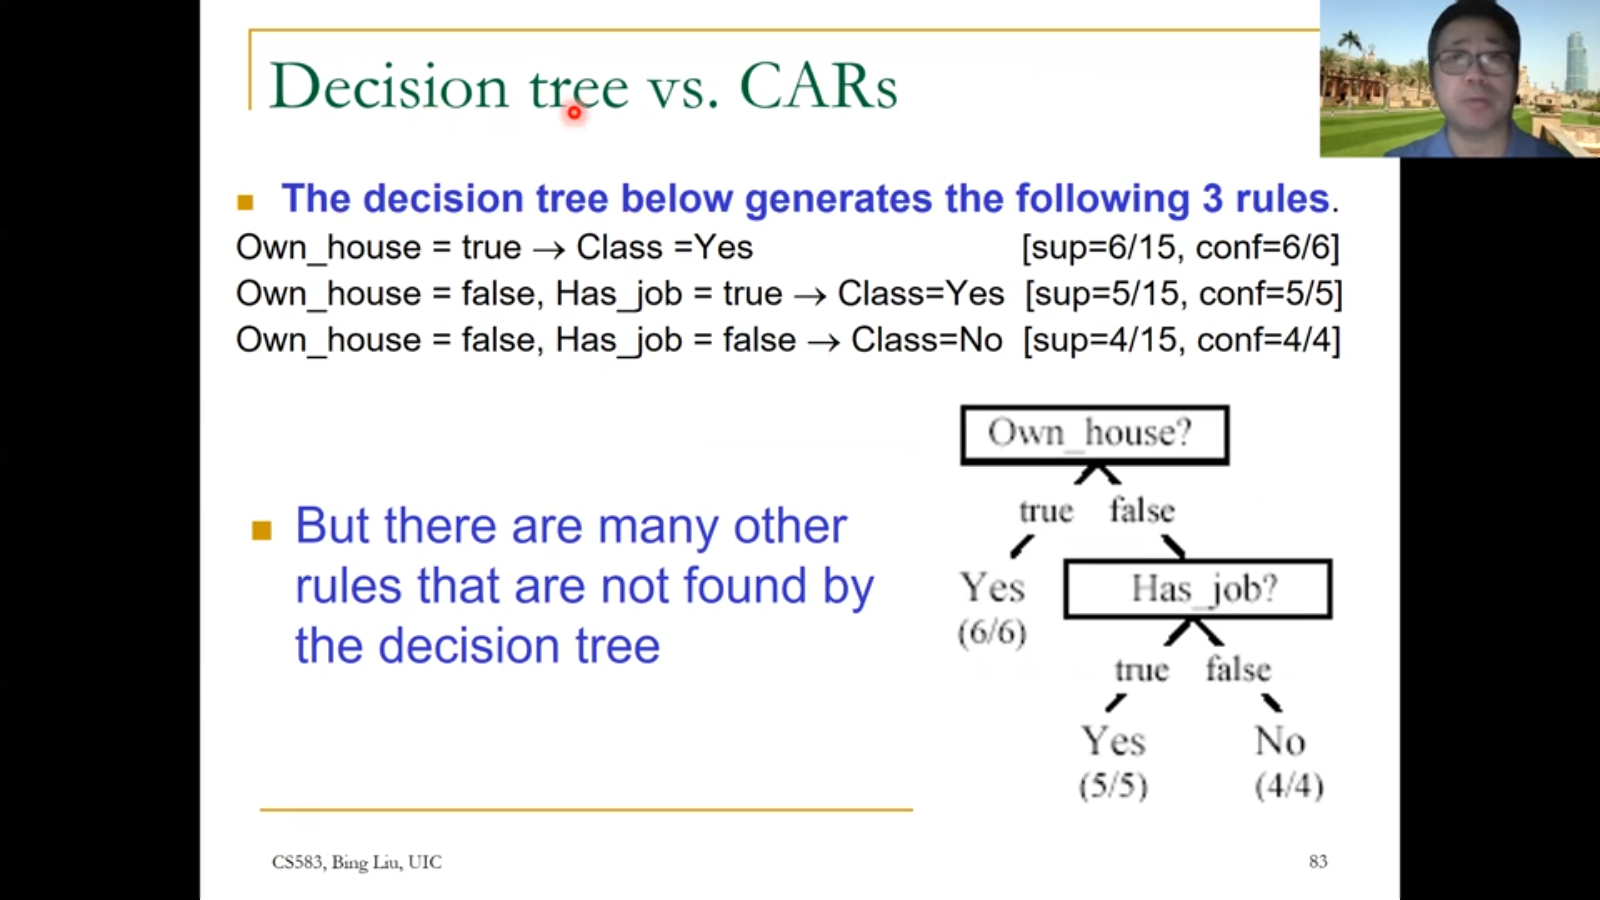 Decision tree vs. CARs
The decision tree below generates the following 3 rules.
Own_house = true → Class =Yes [sup=6/15, conf=6/6]
Own_house = false, Has_job = true → Class=Yes [sup=5/15, conf=5/5]
Own_house = false, Has_job = false → Class=No [sup=4/15, conf=4/4]
But there are many other
rules that are not found by
the decision tree
Own_house?
true false
Yes
(6/6)
Has_job?
true false
Yes No
(5/5) (4/4)
CS583, Bing Liu, UIC 83